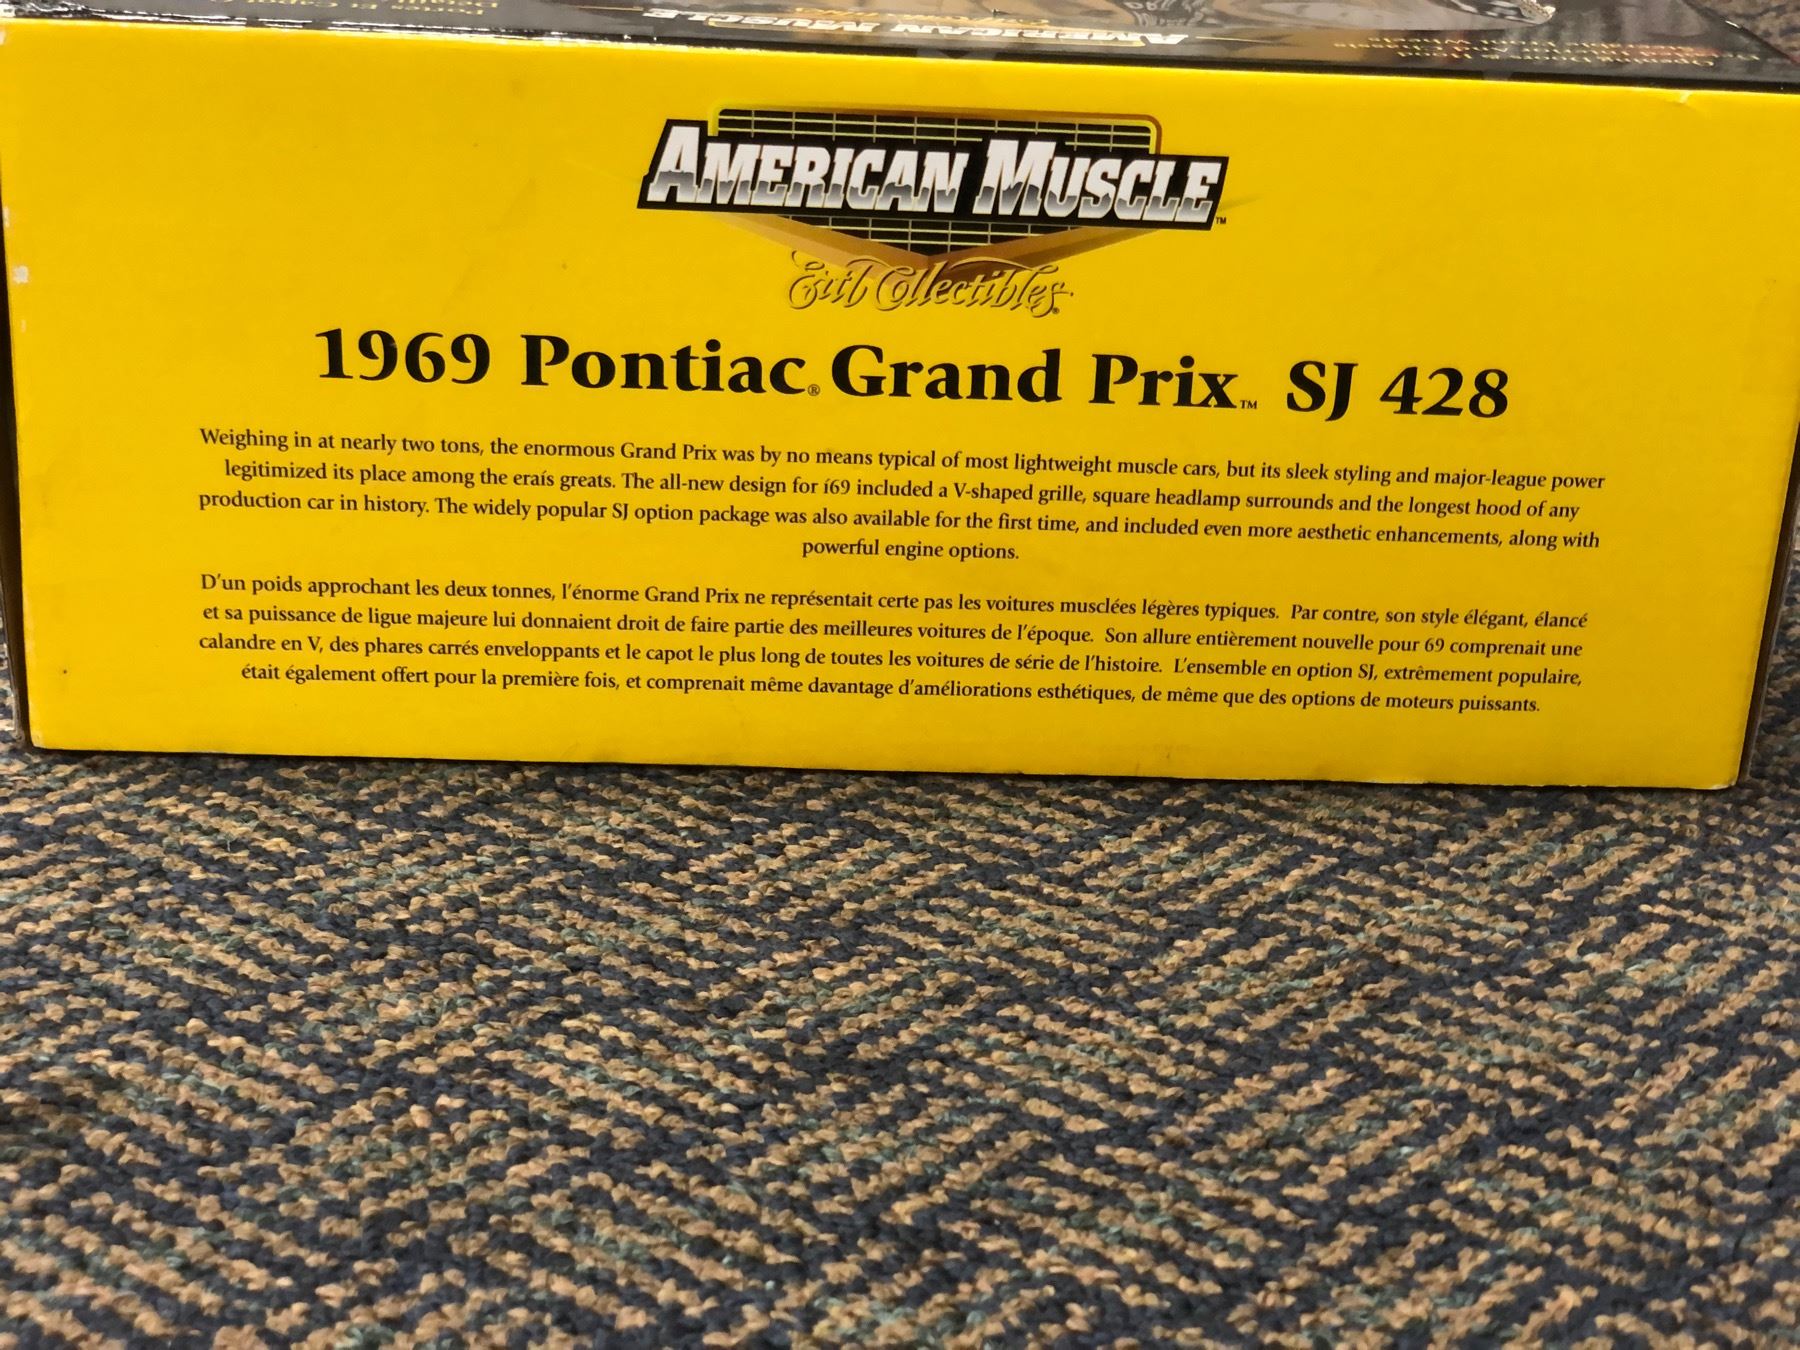 AMERICAN MUSCLE
AMERICAN MUSCLE™
Ertl Collectibles®
1969 Pontiac® Grand Prix™ SJ 428
Weighing in at nearly two tons, the enormous Grand Prix was by no means typical of most lightweight muscle cars, but its sleek styling and major-league power
legitimized its place among the eraís greats. The all-new design for í69 included a V-shaped grille, square headlamp surrounds and the longest hood of any
production car in history. The widely popular SJ option package was also available for the first time, and included even more aesthetic enhancements, along with
powerful engine options.
D'un poids approchant les deux tonnes, l'énorme Grand Prix ne représentait certe pas les voitures musclées légères typiques. Par contre, son style élégant, élancé
et sa puissance de ligue majeure lui donnaient droit de faire partie des meilleures voitures de l'époque. Son allure entièrement nouvelle pour 69 comprenait une
calandre en V, des phares carrés enveloppants et le capot le plus long de toutes les voitures de série de l'histoire. L'ensemble en option SJ, extrêmement populaire,
était également offert pour la première fois, et comprenait même davantage d'améliorations esthétiques, de même que des options de moteurs puissants.